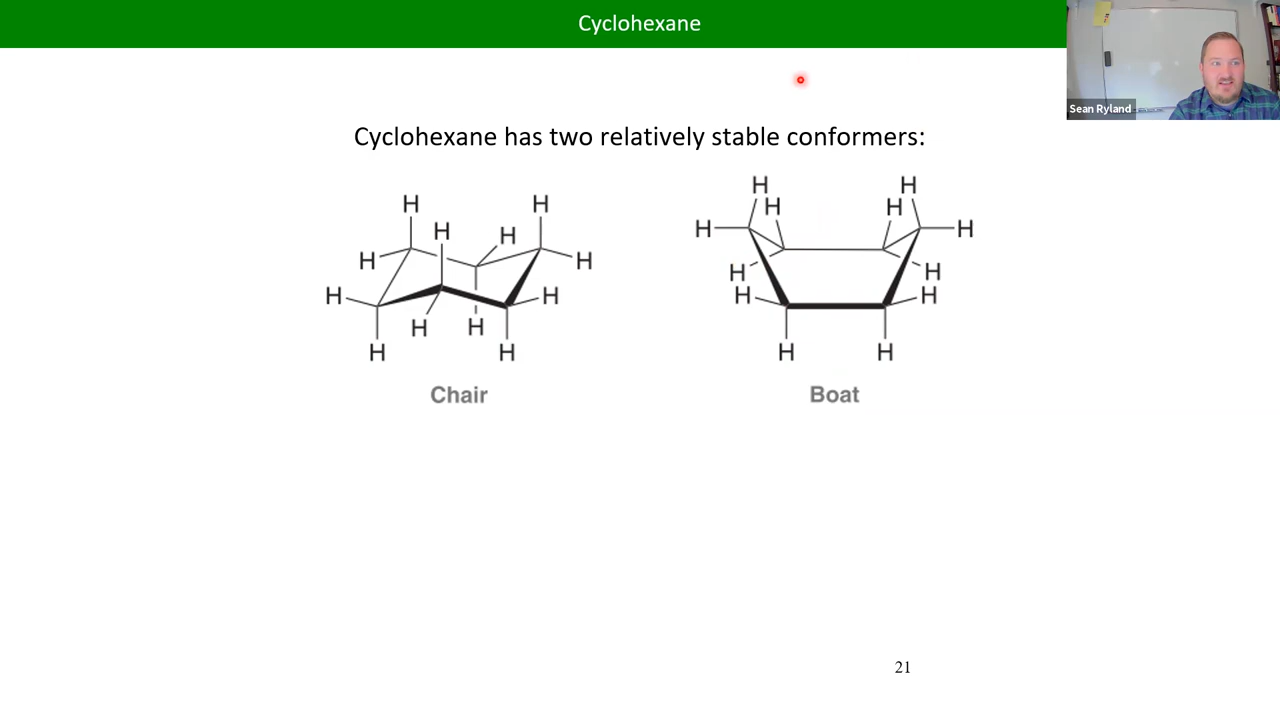 Cyclohexane
Sean Ryland
Cyclohexane has two relatively stable conformers:
H H H H
H H H
H H
H H H
H H H H
H H
H H
H H
H H
H H
Chair Boat
21